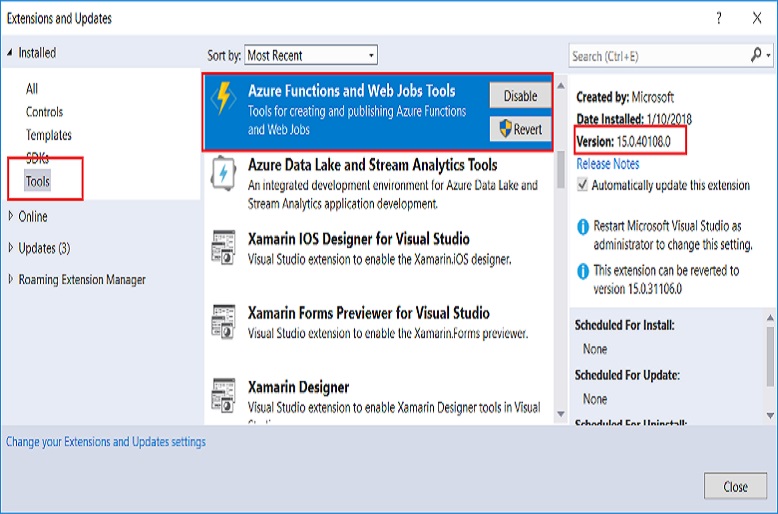 Extensions and Updates
? X
Installed
All
Controls
Templates
SDKs
Tools
Online
Updates (3)
Roaming Extension Manager
Change your Extensions and Updates settings
Sort by: Most Recent
Azure Functions and Web Jobs Tools
Tools for creating and publishing Azure Functions
and Web Jobs
Disable
Revert
Azure Data Lake and Stream Analytics Tools
An integrated development environment for Azure Data Lake and
Stream Analytics application development.
Xamarin IOS Designer for Visual Studio
Visual Studio extension to enable the Xamarin.iOS designer.
Xamarin Forms Previewer for Visual Studio
Visual Studio extension to enable the Xamarin.Forms previewer.
Xamarin Designer
Visual Studio extension to enable Xamarin Designer tools in Visual
Search (Ctrl+E)
Created by: Microsoft
Date Installed: 1/10/2018
Version: 15.0.40108.0
Release Notes
Automatically update this extension
Restart Microsoft Visual Studio as
administrator to change this setting.
This extension can be reverted to
version 15.0.31106.0
Scheduled For Install:
None
Scheduled For Update:
None
Scheduled For Uninstall:
Close